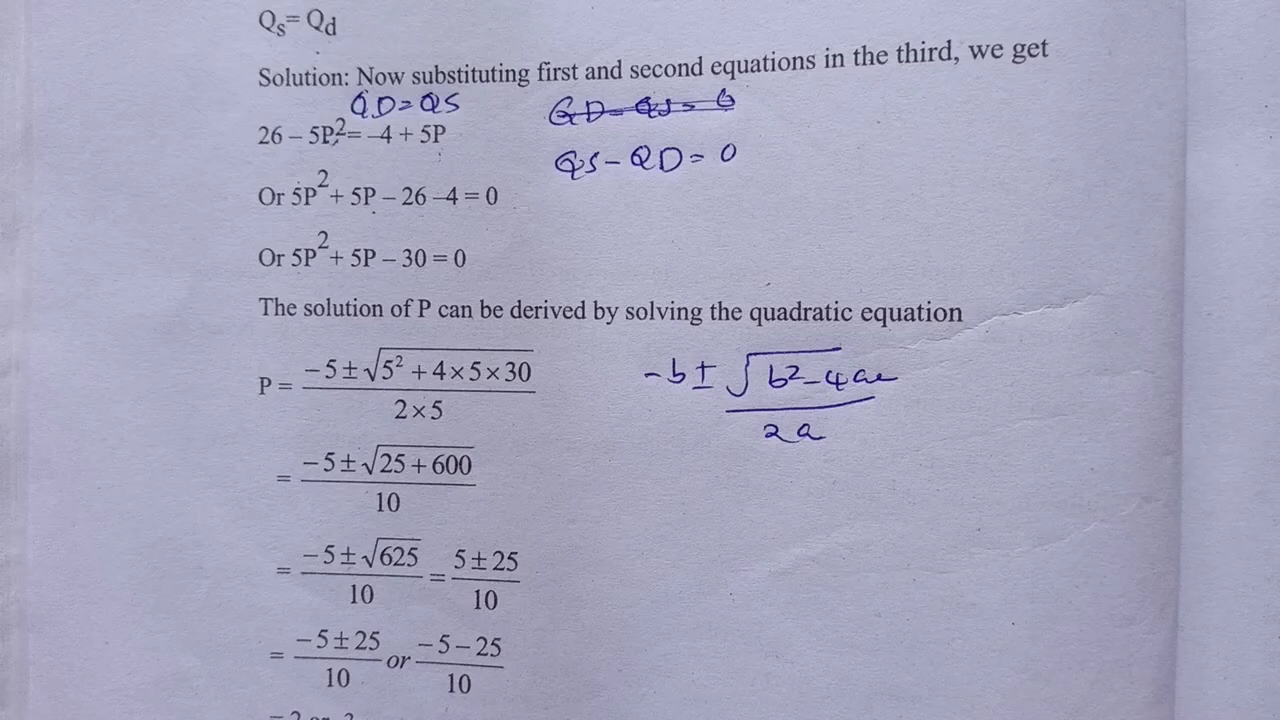 Qs= Qd
Solution: Now substituting first and second equations in the third, we get
QD=QS
QD-QS=0
26 – 5P²= –4 + 5P
QS-QD=0
Or 5P²+ 5P – 26 –4 = 0
Or 5P²+ 5P – 30 = 0
The solution of P can be derived by solving the quadratic equation
P = (–5 ± √(5² + 4×5×30)) / (2×5)
-b ± √(b²-4ac) / 2a
= (–5 ± √(25 + 600)) / 10
= (–5 ± √625) / 10 = (5 ± 25) / 10
= (–5 ± 25) / 10 or (–5 – 25) / 10